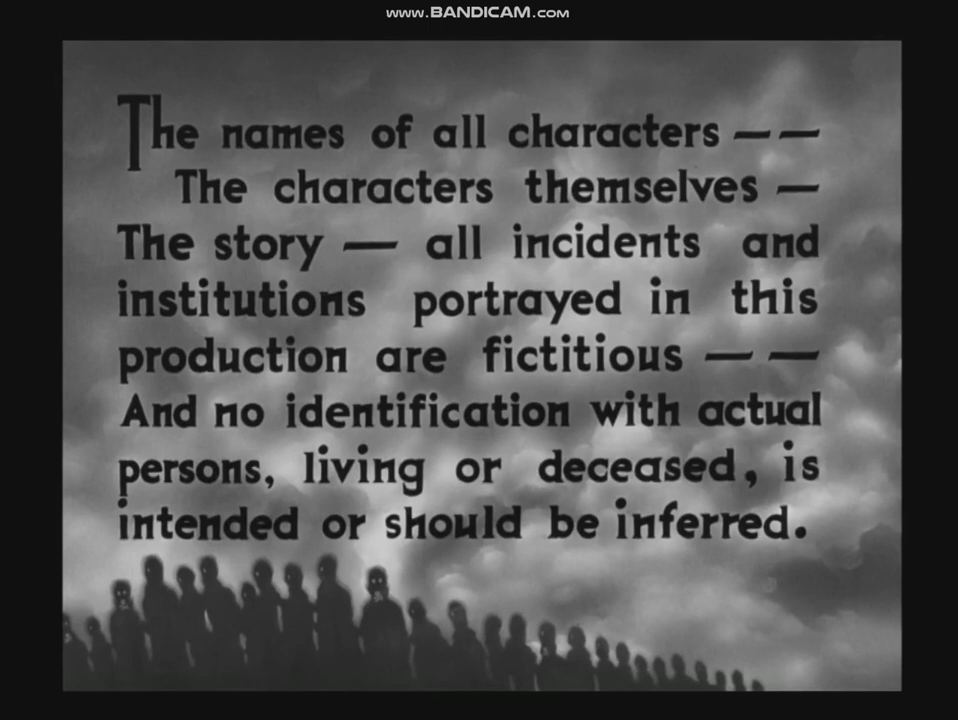 www.BANDICAM.com
The names of all characters — —
The characters themselves —
The story — all incidents and
institutions portrayed in this
production are fictitious — —
And no identification with actual
persons, living or deceased, is
intended or should be inferred.